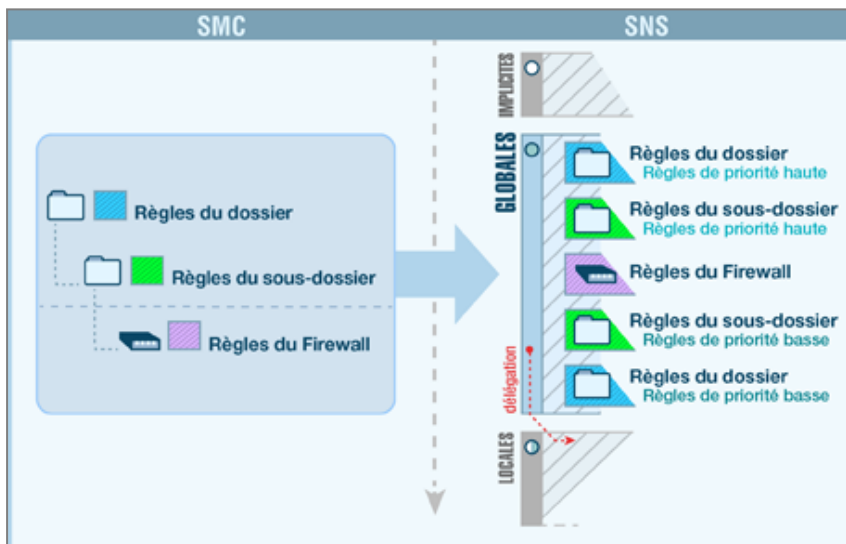 SMC
SNS
Règles du dossier
Règles du sous-dossier
Règles du Firewall
IMPLICITES
GLOBALES
Règles du dossier
Règles de priorité haute
Règles du sous-dossier
Règles de priorité haute
Règles du Firewall
Règles du sous-dossier
Règles de priorité basse
Règles du dossier
Règles de priorité basse
délégation
LOCALES